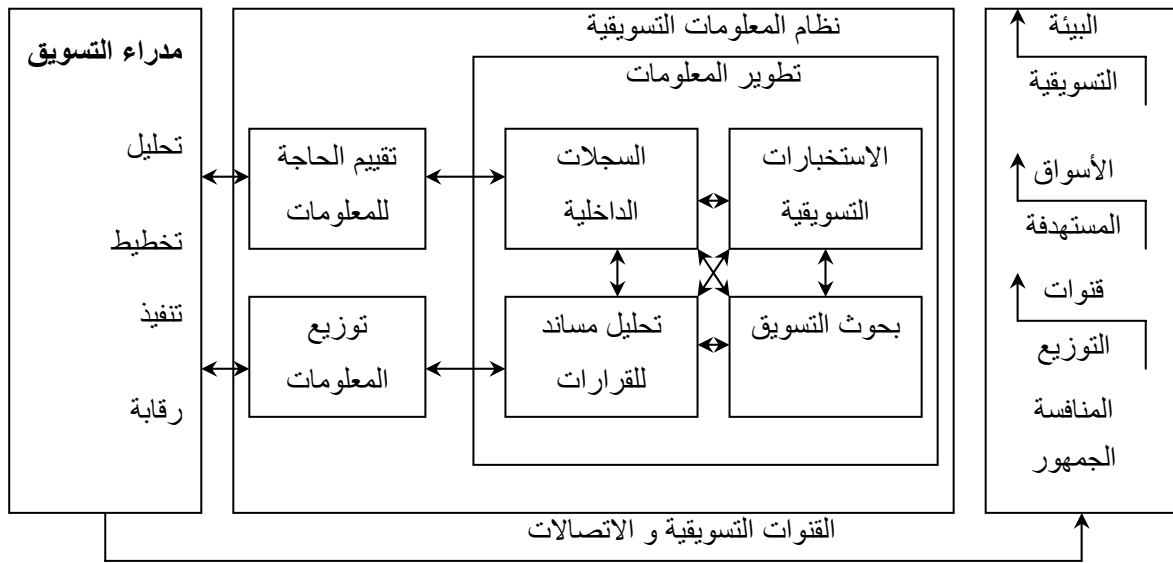 نظام المعلومات التسويقية
تطوير المعلومات
البيئة
التسويقية
الأسواق
المستهدفة
قنوات
التوزيع
المنافسة
الجمهور
الاستخبارات
التسويقية
بحوث التسويق
السجلات
الداخلية
تحليل مساند
للقرارات
تقييم الحاجة
للمعلومات
توزيع
المعلومات
مدراء التسويق
تحليل
تخطيط
تنفيذ
رقابة
القنوات التسويقية و الاتصالات